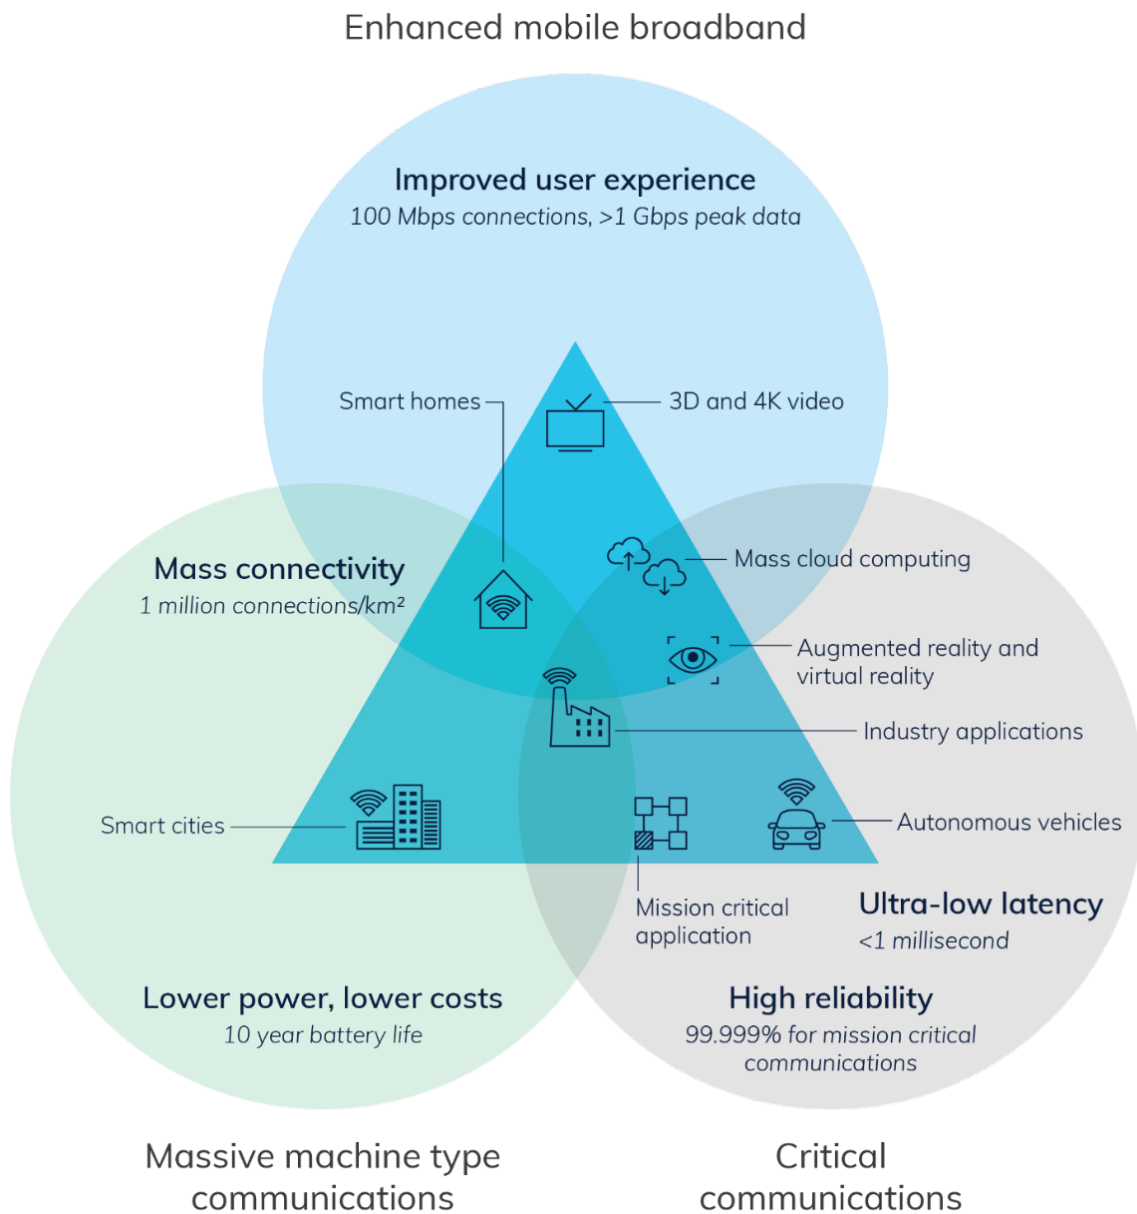 Enhanced mobile broadband
Improved user experience
100 Mbps connections, >1 Gbps peak data
Smart homes
3D and 4K video
Mass connectivity
1 million connections/km²
Mass cloud computing
Augmented reality and
virtual reality
Industry applications
Smart cities
Autonomous vehicles
Mission critical
application
Ultra-low latency
<1 millisecond
Lower power, lower costs
10 year battery life
High reliability
99.999% for mission critical
communications
Massive machine type
communications
Critical
communications